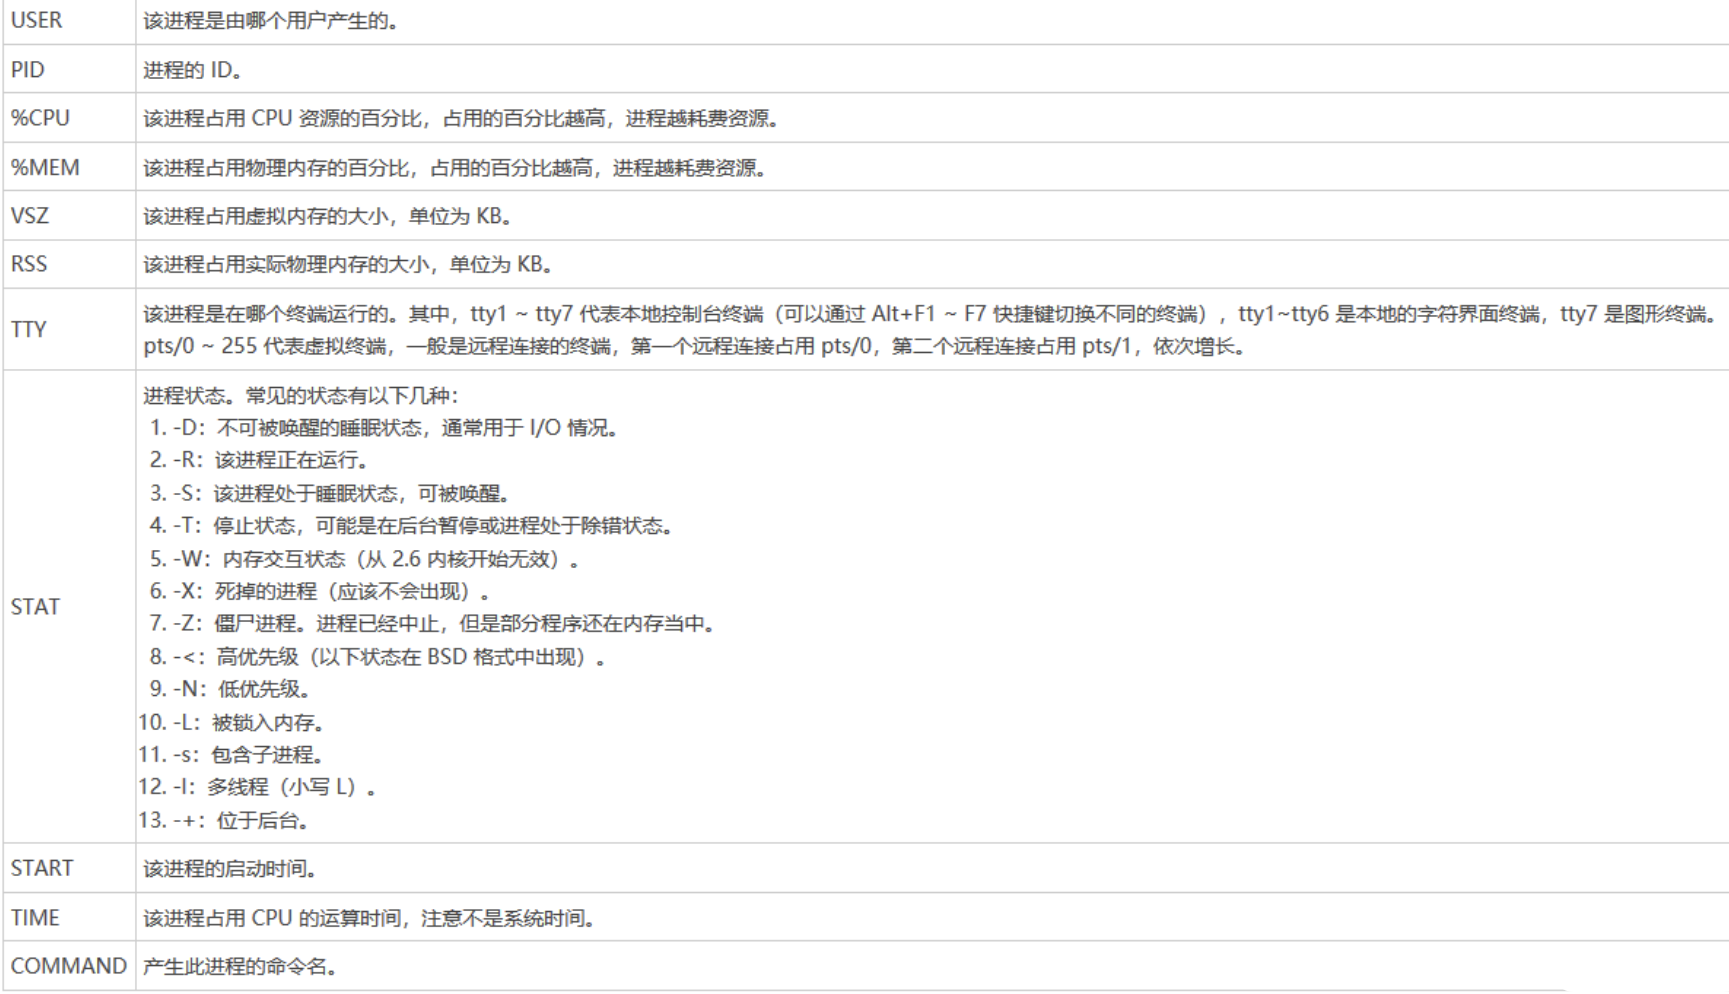 USER 该进程是由哪个用户产生的。
PID 进程的 ID。
%CPU 该进程占用 CPU 资源的百分比，占用的百分比越高，进程越耗费资源。
%MEM 该进程占用物理内存的百分比，占用的百分比越高，进程越耗费资源。
VSZ 该进程占用虚拟内存的大小，单位为 KB。
RSS 该进程占用实际物理内存的大小，单位为 KB。
TTY 该进程是在哪个终端运行的。其中，tty1 ~ tty7 代表本地控制台终端（可以通过 Alt+F1 ~ F7 快捷键切换不同的终端），tty1~tty6 是本地的字符界面终端，tty7 是图形终端。
pts/0 ~ 255 代表虚拟终端，一般是远程连接的终端，第一个远程连接占用 pts/0，第二个远程连接占用 pts/1，依次增长。
STAT 进程状态。常见的状态有以下几种：
1. -D：不可被唤醒的睡眠状态，通常用于 I/O 情况。
2. -R：该进程正在运行。
3. -S：该进程处于睡眠状态，可被唤醒。
4. -T：停止状态，可能是在后台暂停或进程处于除错状态。
5. -W：内存交互状态（从 2.6 内核开始无效）。
6. -X：死掉的进程（应该不会出现）。
7. -Z：僵尸进程。进程已经中止，但是部分程序还在内存当中。
8. -<：高优先级（以下状态在 BSD 格式中出现）。
9. -N：低优先级。
10. -L：被锁入内存。
11. -s：包含子进程。
12. -l：多线程（小写 L）。
13. -+：位于后台。
START 该进程的启动时间。
TIME 该进程占用 CPU 的运算时间，注意不是系统时间。
COMMAND 产生此进程的命令名。